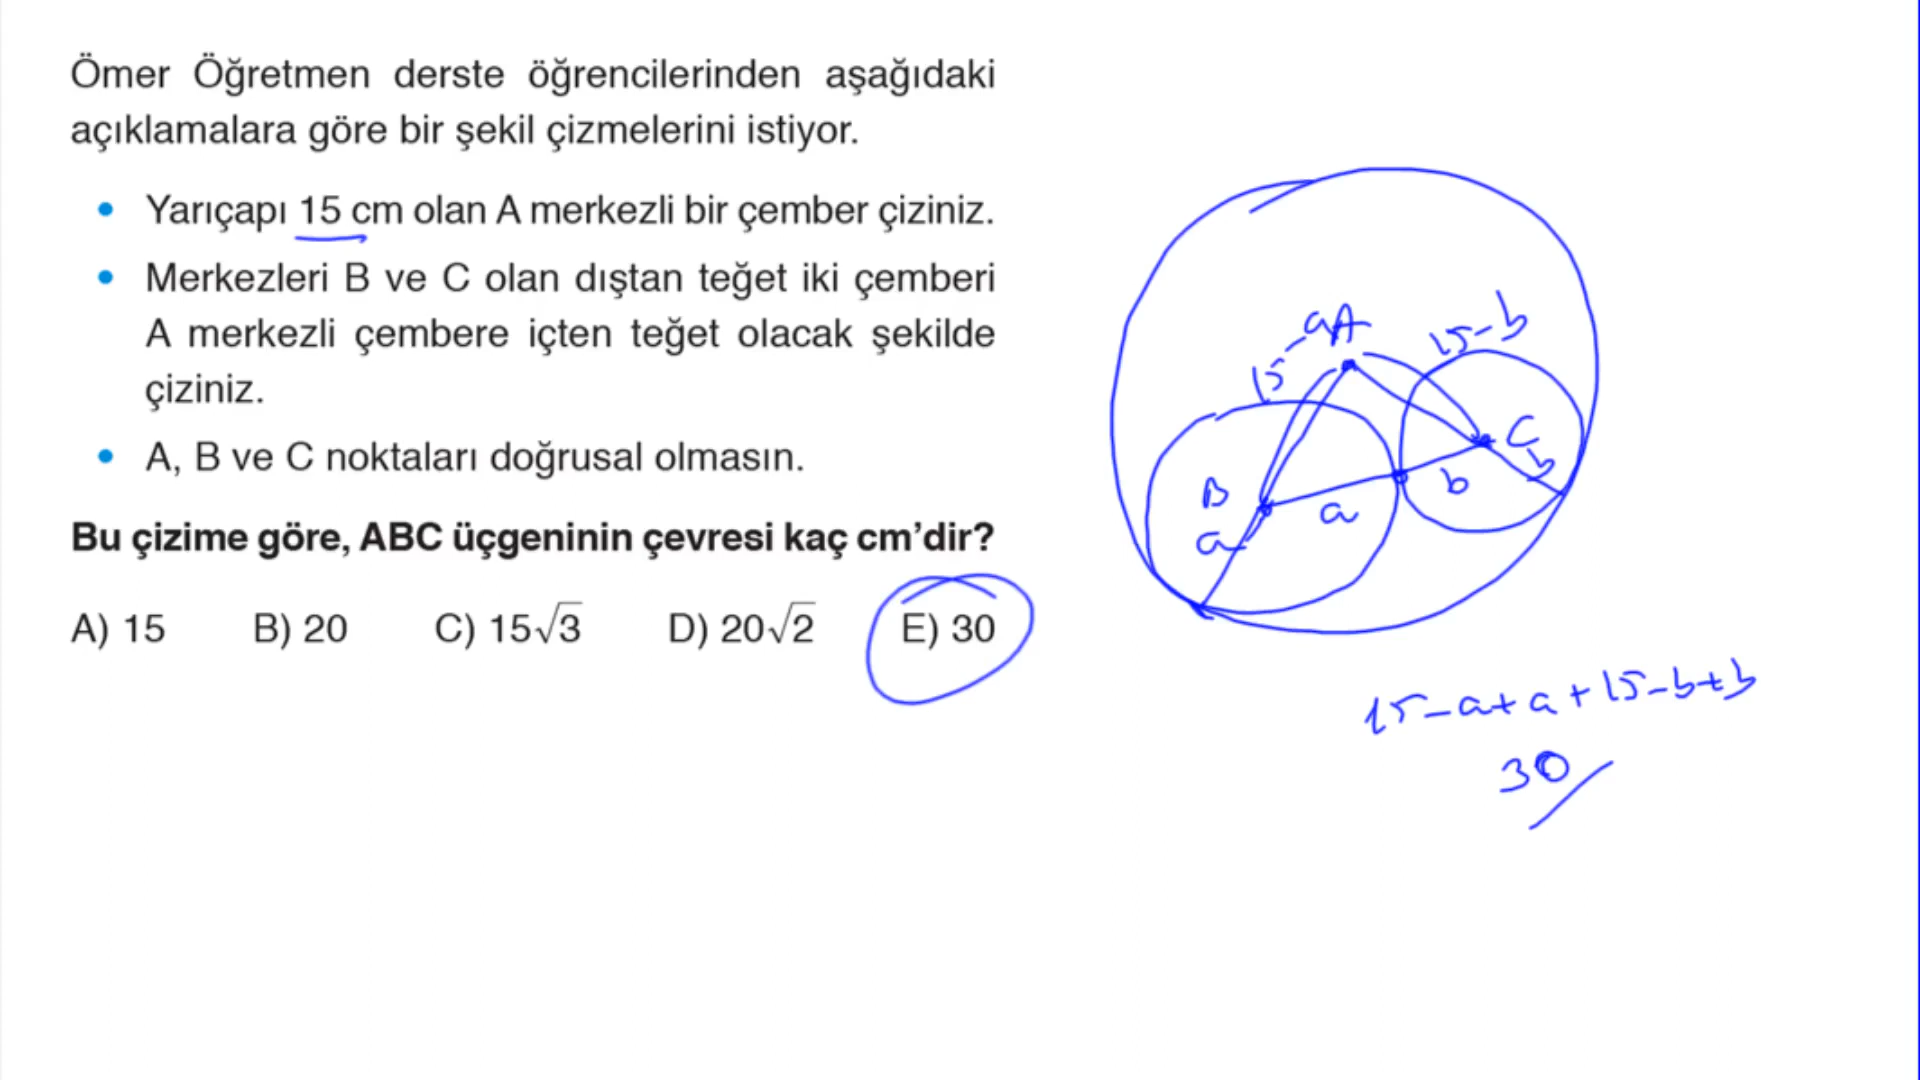 Ömer Öğretmen derste öğrencilerinden aşağıdaki
açıklamalara göre bir şekil çizmelerini istiyor.
• Yarıçapı 15 cm olan A merkezli bir çember çiziniz.
• Merkezleri B ve C olan dıştan teğet iki çemberi
A merkezli çembere içten teğet olacak şekilde
çiziniz.
• A, B ve C noktaları doğrusal olmasın.
Bu çizime göre, ABC üçgeninin çevresi kaç cm’dir?
A) 15 B) 20 C) 15√3 D) 20√2 E) 30
15-a
A
15-b
C
b
B
a
a
b
15-a+a+15-b+b
30